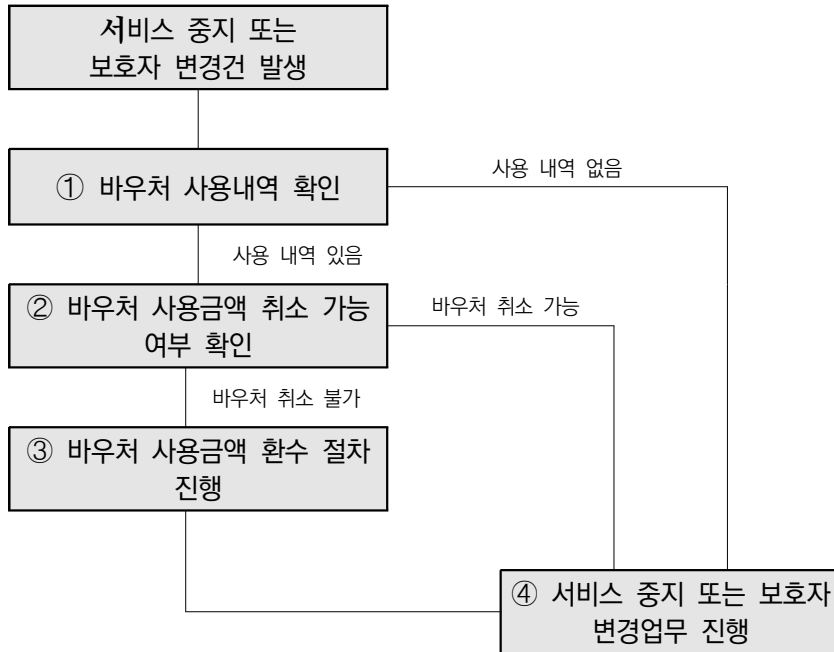 서비스 중지 또는
보호자 변경건 발생
① 바우처 사용내역 확인
사용 내역 없음
사용 내역 있음
② 바우처 사용금액 취소 가능
여부 확인
바우처 취소 가능
바우처 취소 불가
③ 바우처 사용금액 환수 절차
진행
④ 서비스 중지 또는 보호자
변경업무 진행